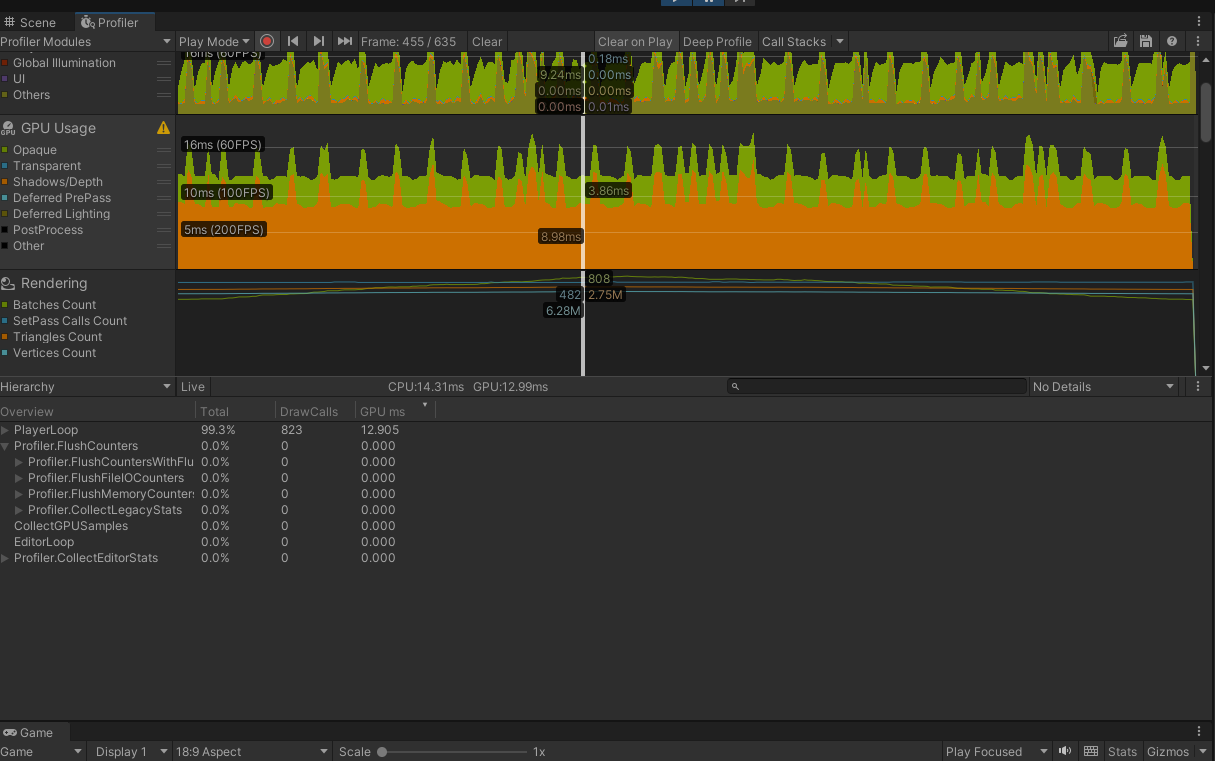 Scene
Profiler
Profiler Modules
Play Mode
Frame: 455 / 635
Clear
Clear on Play
Deep Profile
Call Stacks
16ms (60FPS)
0.18ms
Global Illumination
UI
9.24ms
0.00ms
Others
0.00ms
0.00ms
0.00ms
0.01ms
GPU Usage
GPU
Opaque
16ms (60FPS)
Transparent
Shadows/Depth
10ms (100FPS)
3.86ms
Deferred PrePass
Deferred Lighting
PostProcess
5ms (200FPS)
8.98ms
Other
Rendering
808
Batches Count
482
2.75M
SetPass Calls Count
6.28M
Triangles Count
Vertices Count
Hierarchy
Live
CPU:14.31ms GPU:12.99ms
No Details
Overview Total DrawCalls GPU ms
PlayerLoop 99.3% 823 12.905
Profiler.FlushCounters 0.0% 0 0.000
Profiler.FlushCountersWithFlu 0.0% 0 0.000
Profiler.FlushFileIOCounters 0.0% 0 0.000
Profiler.FlushMemoryCounters 0.0% 0 0.000
Profiler.CollectLegacyStats 0.0% 0 0.000
CollectGPUSamples 0.0% 0 0.000
EditorLoop 0.0% 0 0.000
Profiler.CollectEditorStats 0.0% 0 0.000
Game
Game
Display 1
18:9 Aspect
Scale
1x
Play Focused
Stats
Gizmos